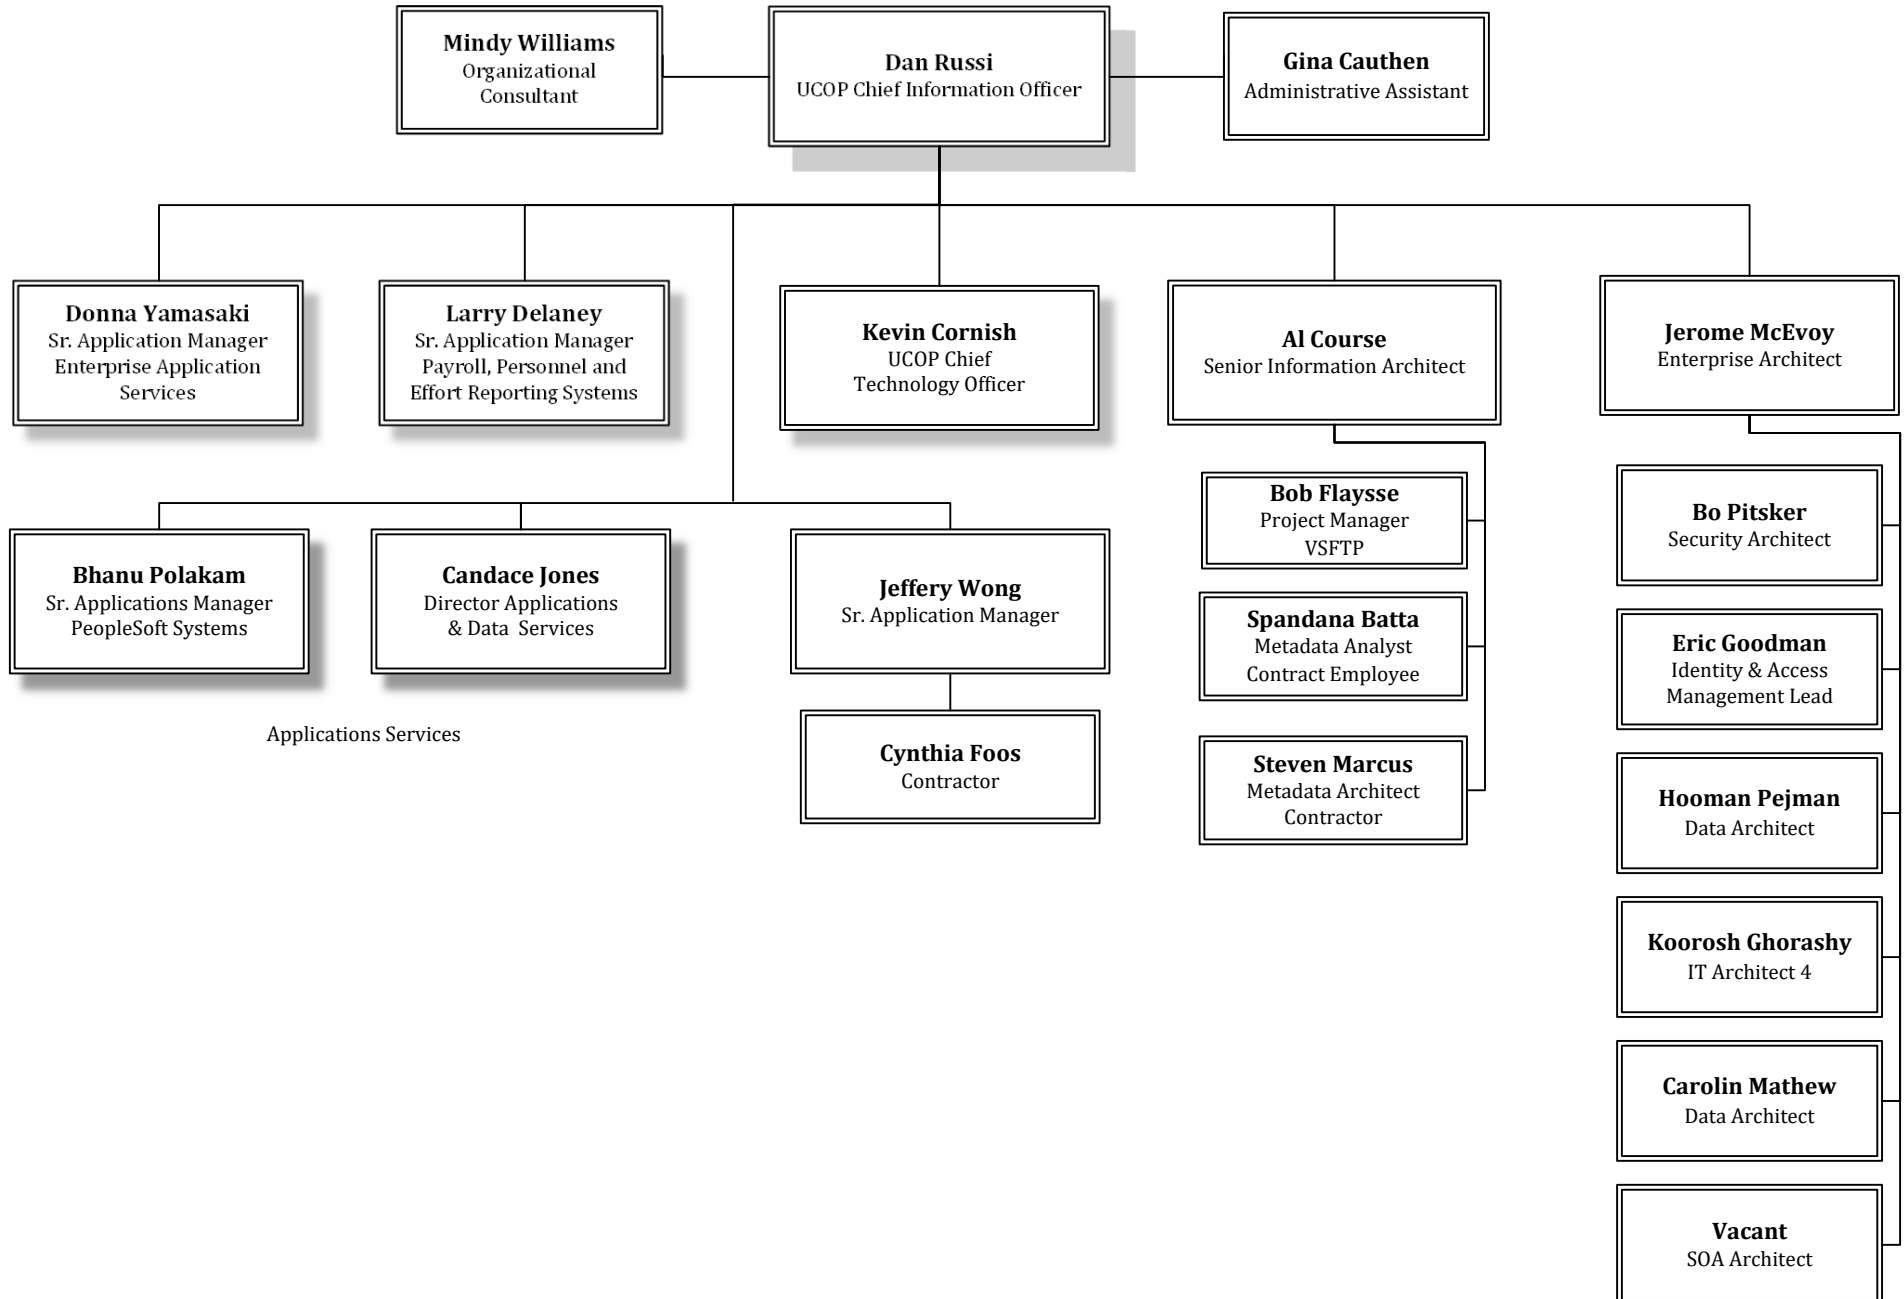 Mindy Williams
Organizational
Consultant
Dan Russi
UCOP Chief Information Officer
Gina Cauthen
Administrative Assistant
Donna Yamasaki
Sr. Application Manager
Enterprise Application
Services
Larry Delaney
Sr. Application Manager
Payroll, Personnel and
Effort Reporting Systems
Kevin Cornish
UCOP Chief
Technology Officer
Al Course
Senior Information Architect
Jerome McEvoy
Enterprise Architect
Bhanu Polakam
Sr. Applications Manager
PeopleSoft Systems
Candace Jones
Director Applications
& Data Services
Jeffery Wong
Sr. Application Manager
Cynthia Foos
Contractor
Applications Services
Bob Flaysse
Project Manager
VSFTP
Spandana Batta
Metadata Analyst
Contract Employee
Steven Marcus
Metadata Architect
Contractor
Bo Pitsker
Security Architect
Eric Goodman
Identity & Access
Management Lead
Hooman Pejman
Data Architect
Koorosh Ghorashy
IT Architect 4
Carolin Mathew
Data Architect
Vacant
SOA Architect